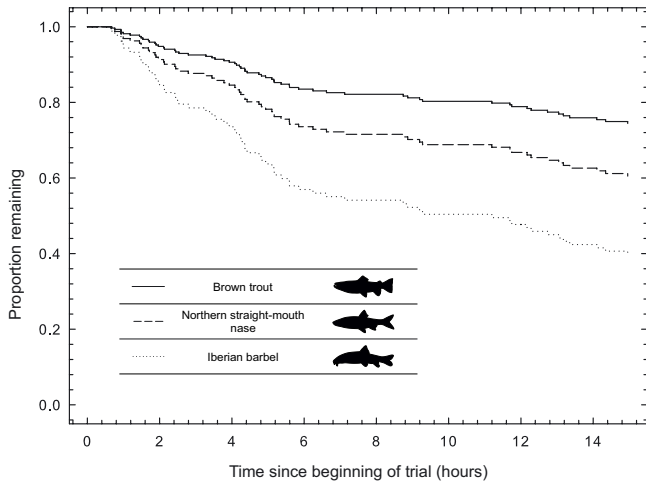 1.0
0.8
0.6
0.4
0.2
0.0
Proportion remaining
Brown trout
Northern straight-mouth
nase
Iberian barbel
0 2 4 6 8 10 12 14
Time since beginning of trial (hours)